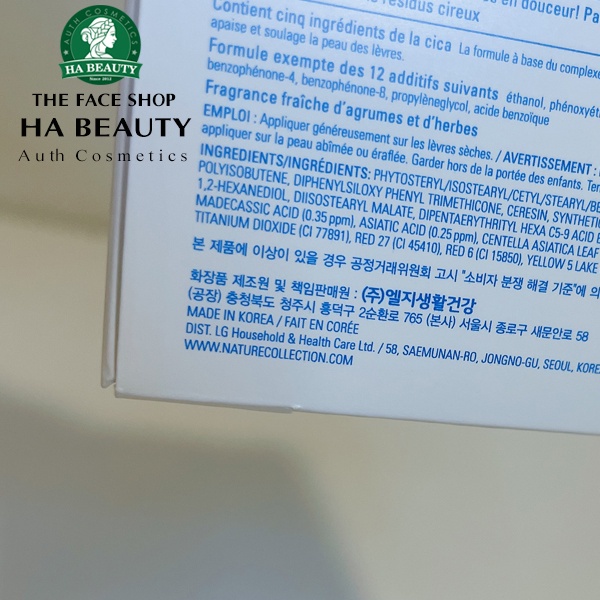 AUTH COSMETICS
HA BEAUTY
Since 2012
THE FACE SHOP
HA BEAUTY
Auth Cosmetics
résidus cireux
en douceur!
Contient cinq ingrédients de la cica La formule à base du complexe
apaise et soulage la peau des lèvres.
Formule exempte des 12 additifs suivants éthanol,
benzophénone-4, benzophénone-8, propylèneglycol, acide benzoïque
Fragrance fraîche d'agrumes et d'herbes
EMPLOI : Appliquer généreusement sur les lèvres sèches. / AVERTISSEMENT :
appliquer sur la peau abîmée ou éraflée. Garder hors de la portée des enfants.
INGREDIENTS/INGRÉDIENTS: PHYTOSTERYL/ISOSTEARYL/CETYL/STEARYL/
POLYISOBUTENE, DIPHENYLSILOXY PHENYL TRIMETHICONE, CERESIN,
1,2-HEXANEDIOL, DIISOSTEARYL MALATE, DIPENTAERYTHRITYL HEXA C5-9 ACID
MADECASSIC ACID (0.35 ppm), ASIATIC ACID (0.25 ppm), CENTELLA ASIATICA LEAF
TITANIUM DIOXIDE (CI 77891), RED 27 (CI 45410), RED 6 (CI 15850), YELLOW 5 LAKE
본 제품에 이상이 있을 경우 공정거래위원회 고시 "소비자 분쟁 해결 기준"에
화장품 제조원 및 책임판매원 : (주)엘지생활건강
(공장) 충청북도 청주시 흥덕구 2순환로 765 (본사) 서울시 종로구 새문안로 58
MADE IN KOREA / FAIT EN CORÉE
DIST. LG Household & Health Care Ltd. / 58, SAEMUNAN-RO, JONGNO-GU, SEOUL,
WWW.NATURECOLLECTION.COM